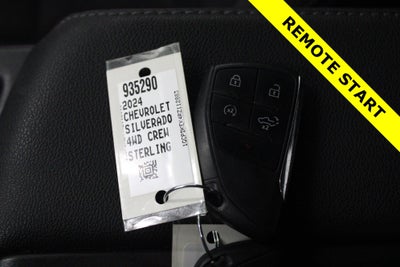 REMOTE START
935290
2024
CHEVROLET
SILVERADO
4WD CREW
STERLING